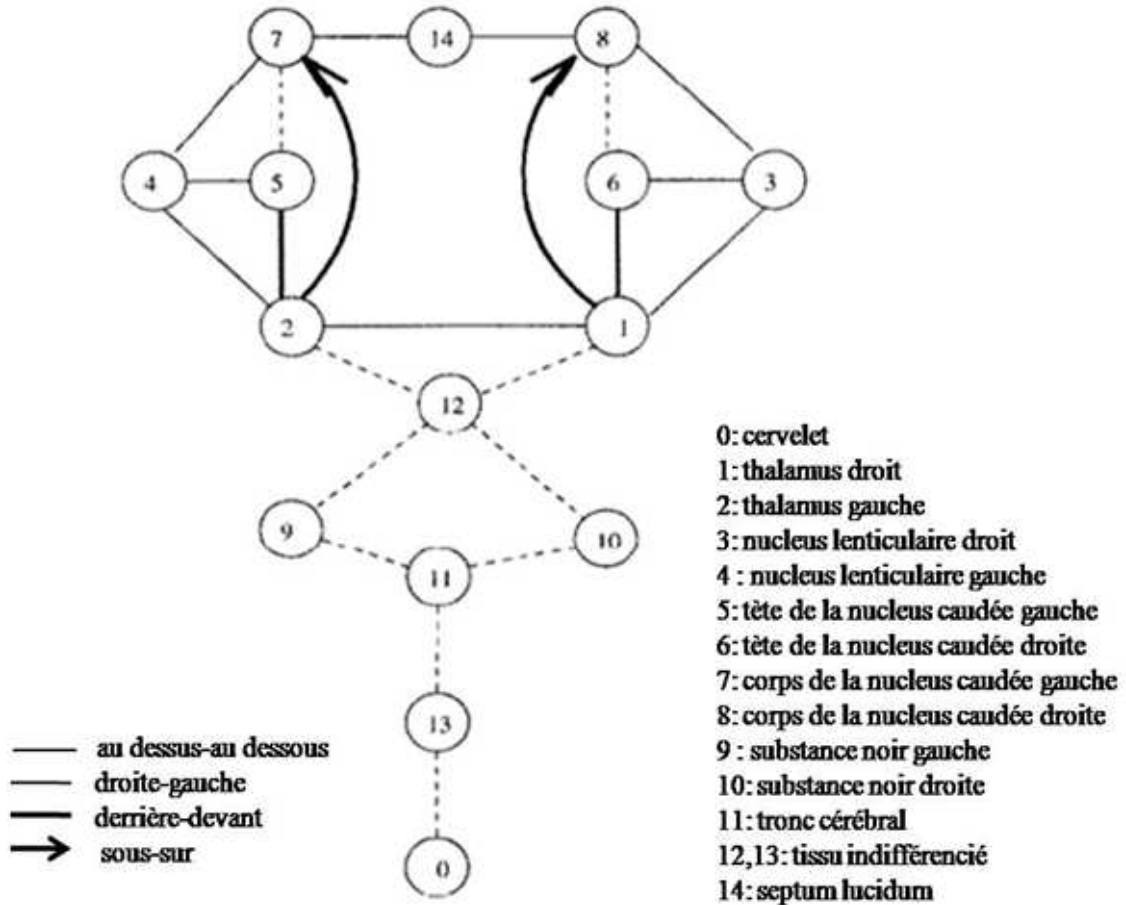 7 14 8
4 5 6 3
2 1
12
9 10
11
13
0
au dessus-au dessous
droite-gauche
derrière-devant
sous-sur
0: cervelet
1: thalamus droit
2: thalamus gauche
3: nucleus lenticulaire droit
4 : nucleus lenticulaire gauche
5: tête de la nucleus caudée gauche
6: tête de la nucleus caudée droite
7: corps de la nucleus caudée gauche
8: corps de la nucleus caudée droite
9 : substance noir gauche
10: substance noir droite
11: tronc cérébral
12,13: tissu indifférencié
14: septum lucidum